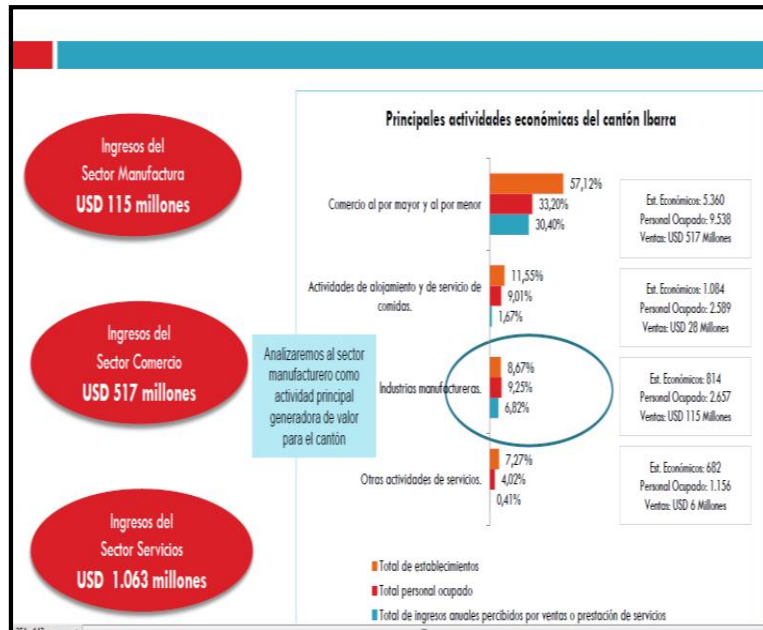 Ingresos del
Sector Manufactura
USD 115 millones
Ingresos del
Sector Comercio
USD 517 millones
Ingresos del
Sector Servicios
USD 1.063 millones
Analizaremos al sector
manufacturero como
actividad principal
generadora de valor
para el cantón
Principales actividades económicas del cantón Ibarra
Comercio al por mayor y al por menor
57,12%
33,20%
30,40%
Est. Económicos: 5.360
Personal Ocupado: 9.538
Ventas: USD 517 Millones
Actividades de alojamiento y de servicio de
comidas.
11,55%
9,01%
1,67%
Est. Económicos: 1.084
Personal Ocupado: 2.589
Ventas: USD 28 Millones
Industrias manufactureras.
8,67%
9,25%
6,82%
Est. Económicos: 814
Personal Ocupado: 2.657
Ventas: USD 115 Millones
Otras actividades de servicios.
7,27%
4,02%
0,41%
Est. Económicos: 682
Personal Ocupado: 1.156
Ventas: USD 6 Millones
Total de establecimientos
Total personal ocupado
Total de ingresos anuales percibidos por ventas o prestación de servicios